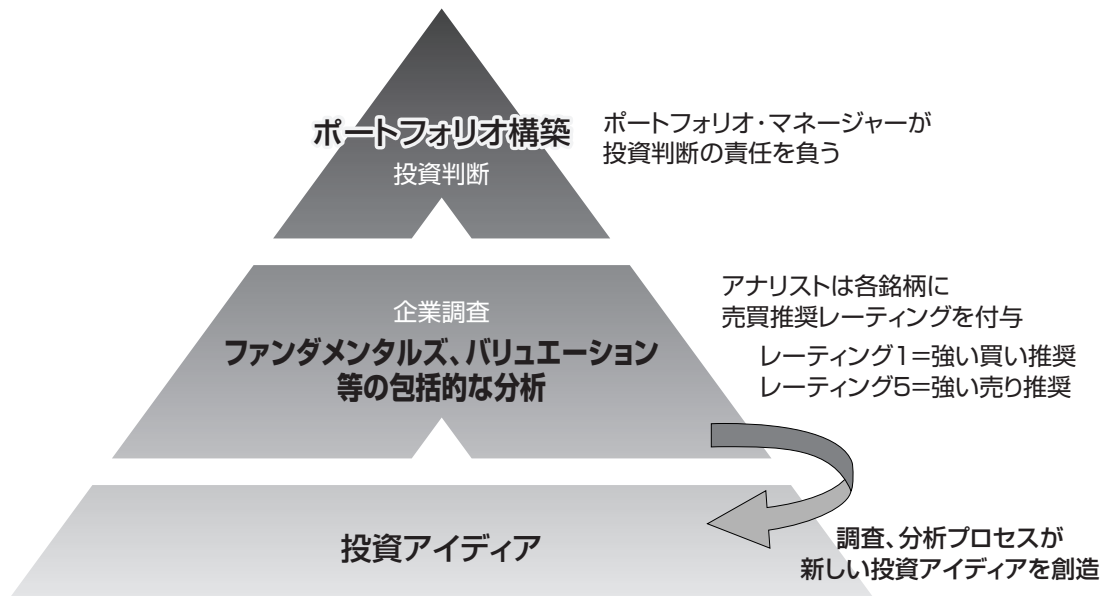 ポートフォリオ構築
投資判断
ポートフォリオ・マネージャーが
投資判断の責任を負う
企業調査
ファンダメンタルズ、バリュエーション
等の包括的な分析
アナリストは各銘柄に
売買推奨レーティングを付与
レーティング1=強い買い推奨
レーティング5=強い売り推奨
投資アイディア
調査、分析プロセスが
新しい投資アイディアを創造